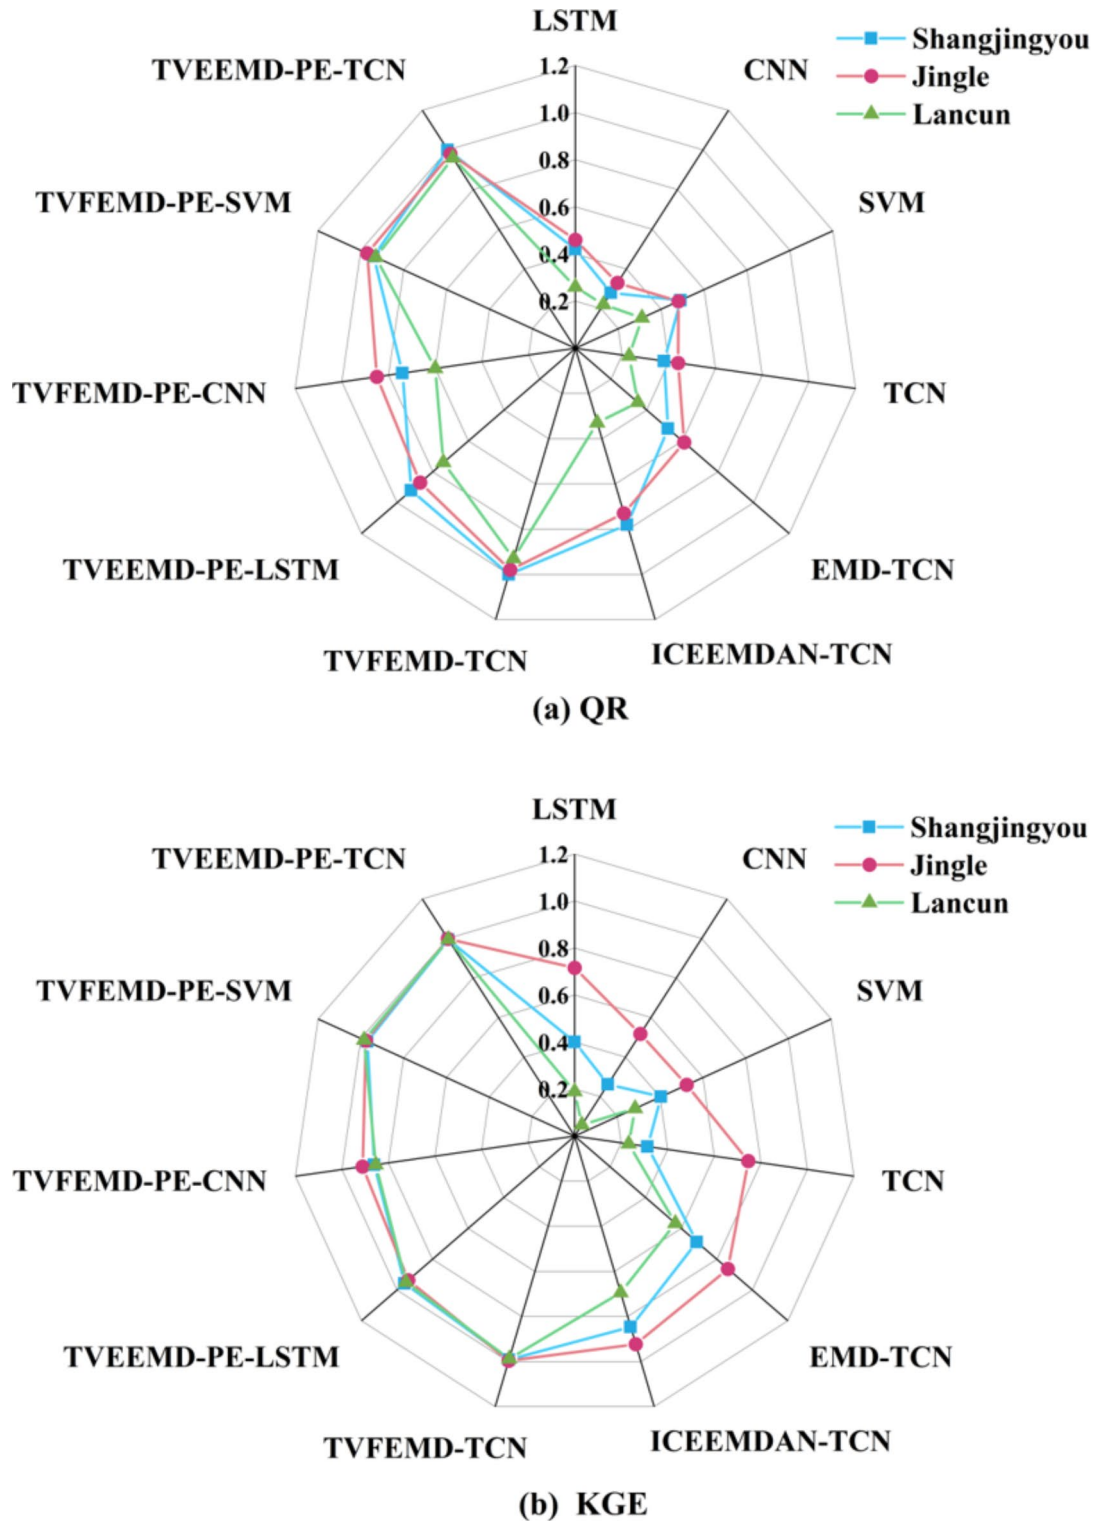 LSTM
TVEEMD-PE-TCN
CNN
Shangjingyou
Jingle
Lancun
1.2
1.0
0.8
0.6
0.4
0.2
TVFEMD-PE-SVM
SVM
TVFEMD-PE-CNN
TCN
TVEEMD-PE-LSTM
EMD-TCN
TVFEMD-TCN
ICEEMDAN-TCN
(a) QR
LSTM
TVEEMD-PE-TCN
CNN
Shangjingyou
Jingle
Lancun
1.2
1.0
0.8
0.6
0.4
0.2
TVFEMD-PE-SVM
SVM
TVFEMD-PE-CNN
TCN
TVEEMD-PE-LSTM
EMD-TCN
TVFEMD-TCN
ICEEMDAN-TCN
(b) KGE